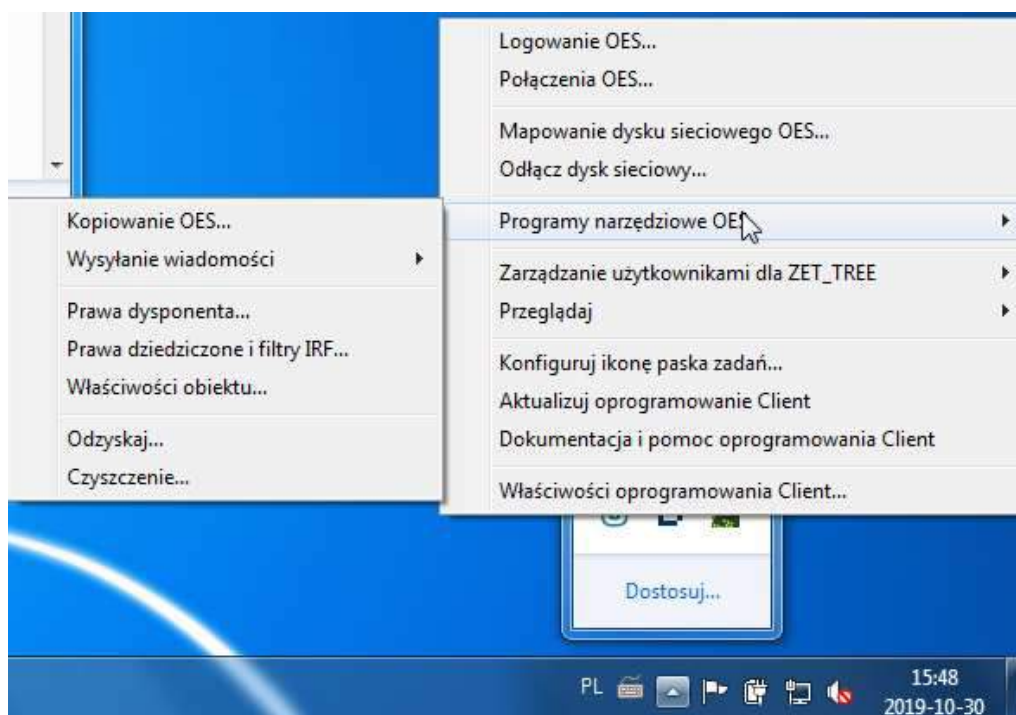 Logowanie OES...
Połączenia OES...
Mapowanie dysku sieciowego OES...
Odłącz dysk sieciowy...
Programy narzędziowe OES
Zarządzanie użytkownikami dla ZET_TREE
Przeglądaj
Konfiguruj ikonę paska zadań...
Aktualizuj oprogramowanie Client
Dokumentacja i pomoc oprogramowania Client
Właściwości oprogramowania Client...
Kopiowanie OES...
Wysyłanie wiadomości
Prawa dysponenta...
Prawa dziedziczone i filtry IRF...
Właściwości obiektu...
Odzyskaj...
Czyszczenie...
Dostosuj...
PL
15:48
2019-10-30